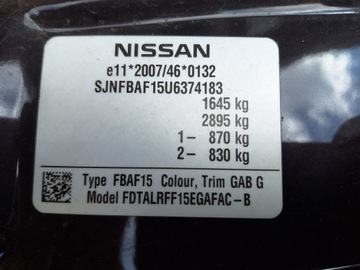 NISSAN
e11*2007/46*0132
SJNFBAF15U6374183
1645 kg
2895 kg
1- 870 kg
2- 830 kg
Type FBAF15 Colour, Trim GAB G
Model FDTALRFF15EGAFAC-B